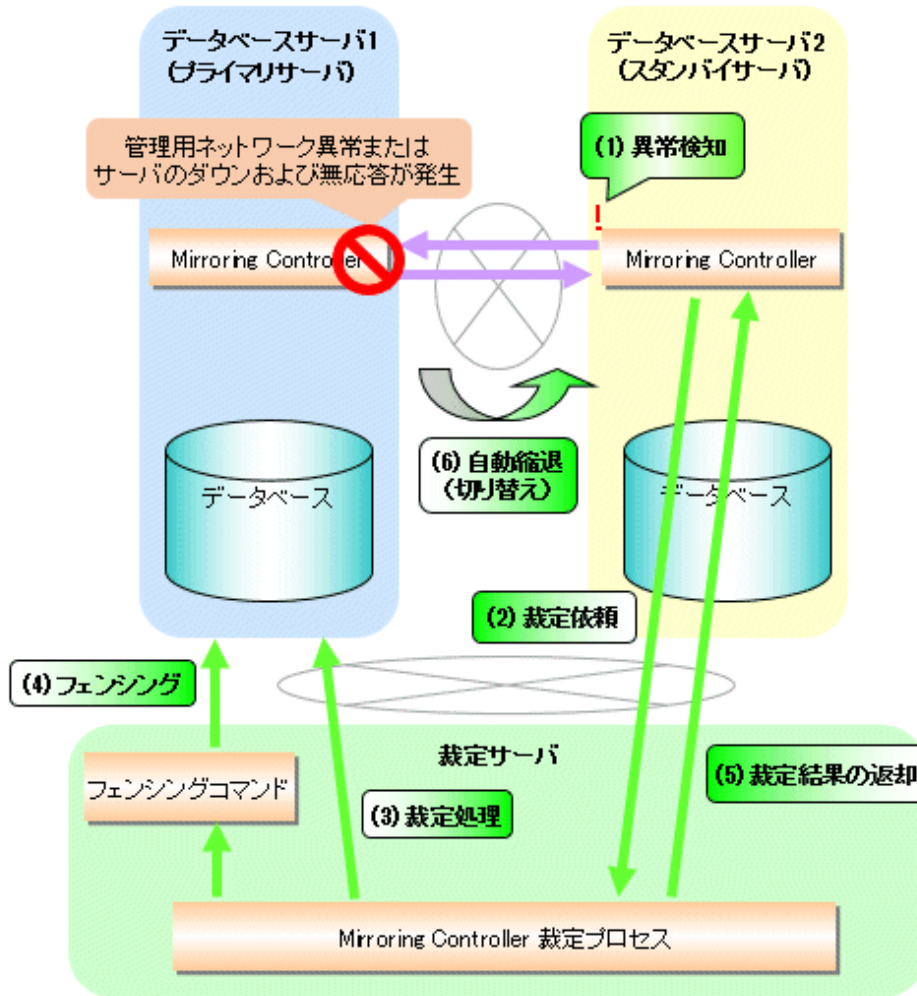 データベースサーバ1
(プライマリサーバ)
データベースサーバ2
(スタンバイサーバ)
管理用ネットワーク異常または
サーバのダウンおよび無応答が発生
(1) 異常検知
Mirroring Controller
Mirroring Controller
データベース
(6) 自動縮退
(切り替え)
データベース
(2) 裁定依頼
(4) フェンシング
裁定サーバ
フェンシングコマンド
(3) 裁定処理
(5) 裁定結果の返却
Mirroring Controller 裁定プロセス